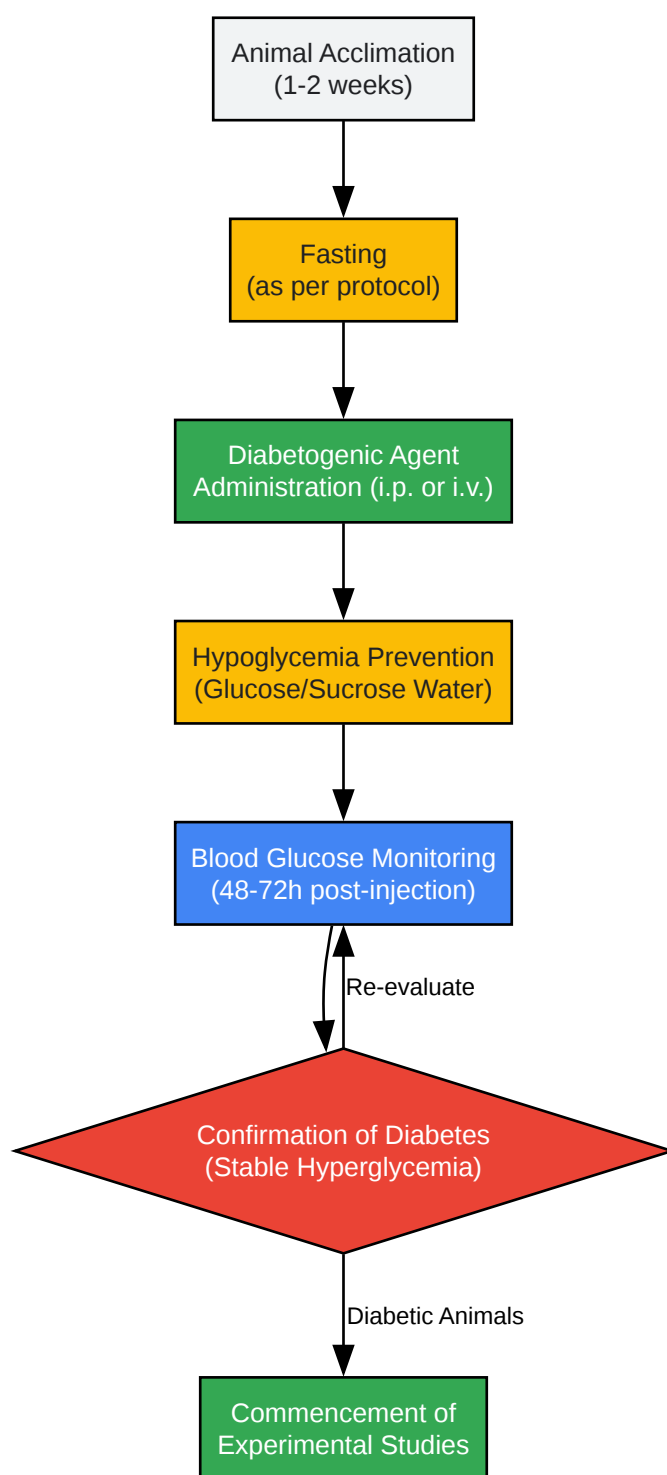 Animal Acclimation
(1-2 weeks)
Fasting
(as per protocol)
Diabetogenic Agent
Administration (i.p. or i.v.)
Hypoglycemia Prevention
(Glucose/Sucrose Water)
Blood Glucose Monitoring
(48-72h post-injection)
Re-evaluate
Confirmation of Diabetes
(Stable Hyperglycemia)
Diabetic Animals
Commencement of
Experimental Studies